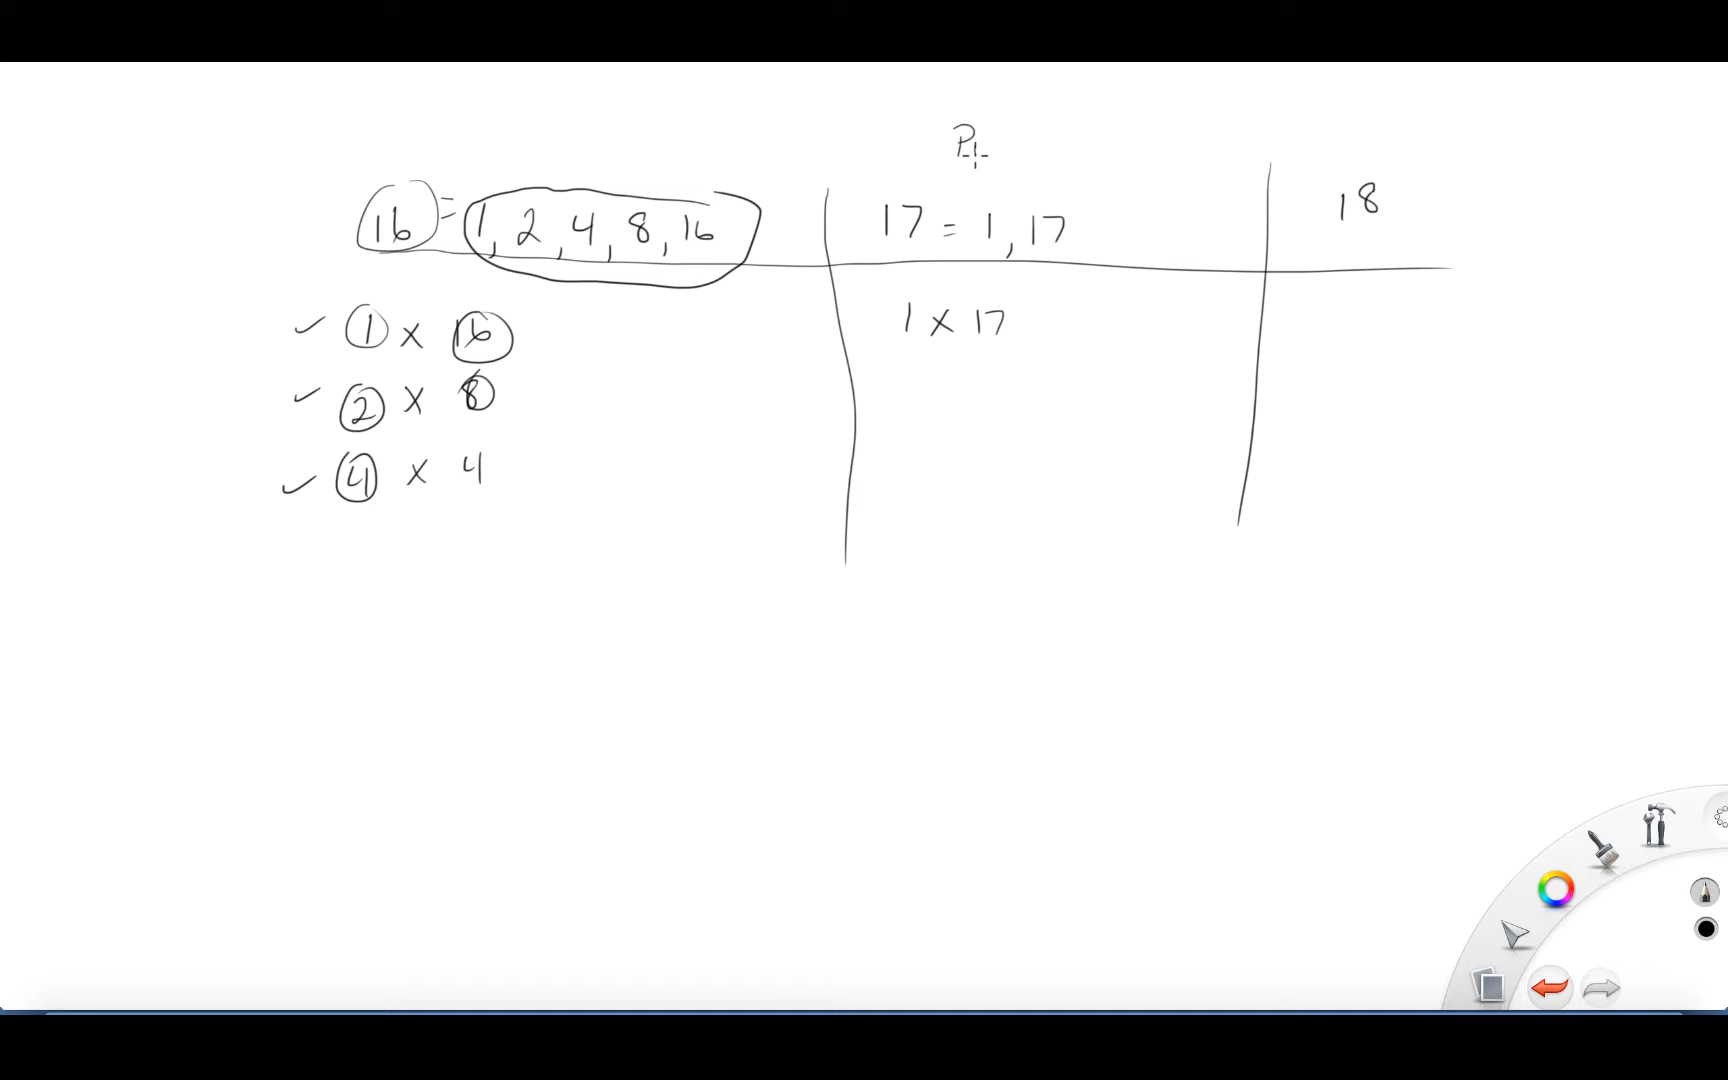 P
16 = 1, 2, 4, 8, 16
17 = 1, 17
18
✓ 1 x 16
✓ 2 x 8
✓ 4 x 4
1 x 17